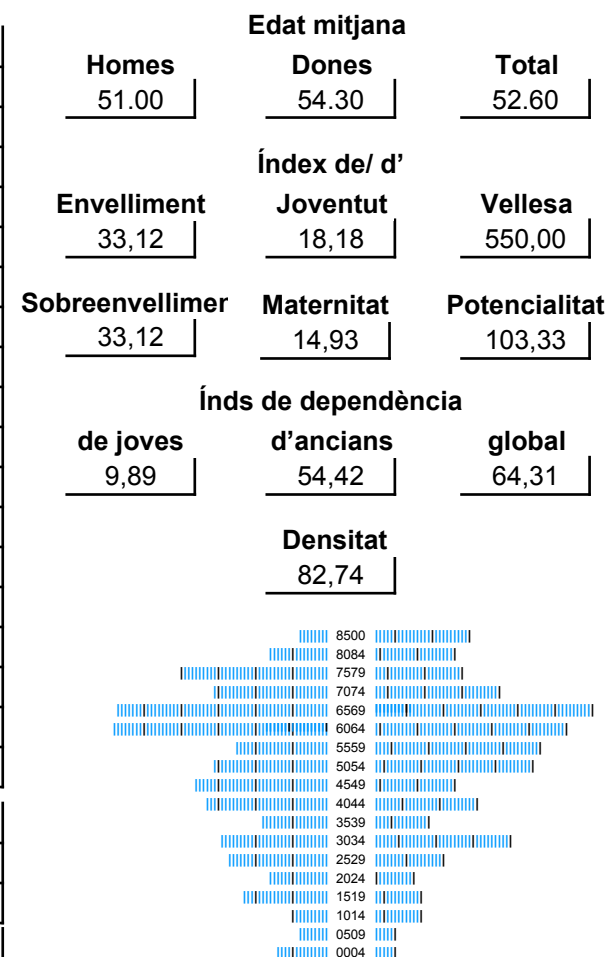 Edat mitjana
Homes Dones Total
51.00 54.30 52.60
Índex de/ d’
Envelliment Joventut Vellesa
33,12 18,18 550,00
Sobreenvellimer Maternitat Potencialitat
33,12 14,93 103,33
Índs de dependència
de joves d’ancians global
9,89 54,42 64,31
Densitat
82,74
8500
8084
7579
7074
6569
6064
5559
5054
4549
4044
3539
3034
2529
2024
1519
1014
0509
0004